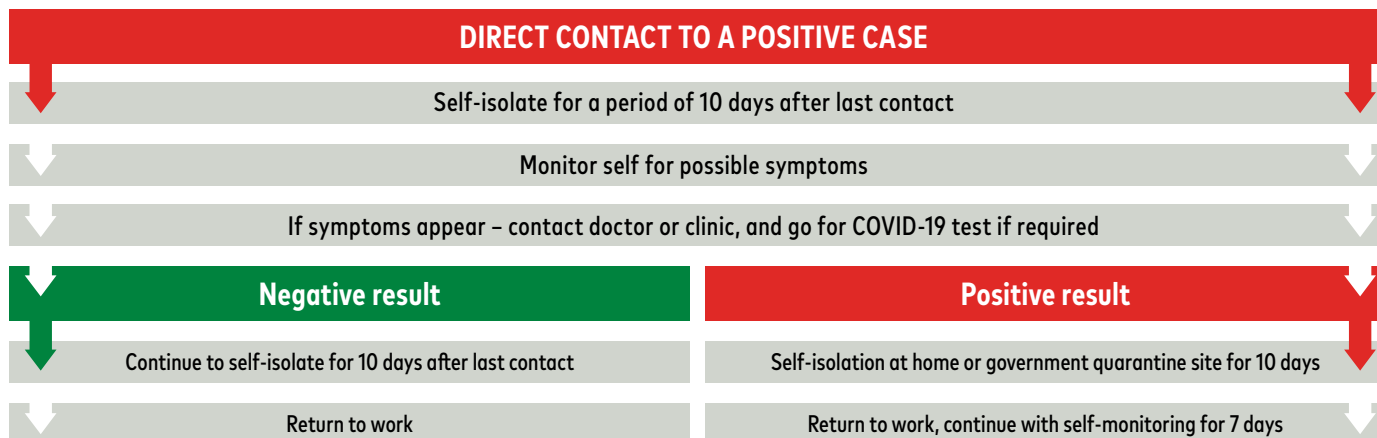 DIRECT CONTACT TO A POSITIVE CASE
Self-isolate for a period of 10 days after last contact
Monitor self for possible symptoms
If symptoms appear – contact doctor or clinic, and go for COVID-19 test if required
Negative result
Continue to self-isolate for 10 days after last contact
Return to work
Positive result
Self-isolation at home or government quarantine site for 10 days
Return to work, continue with self-monitoring for 7 days